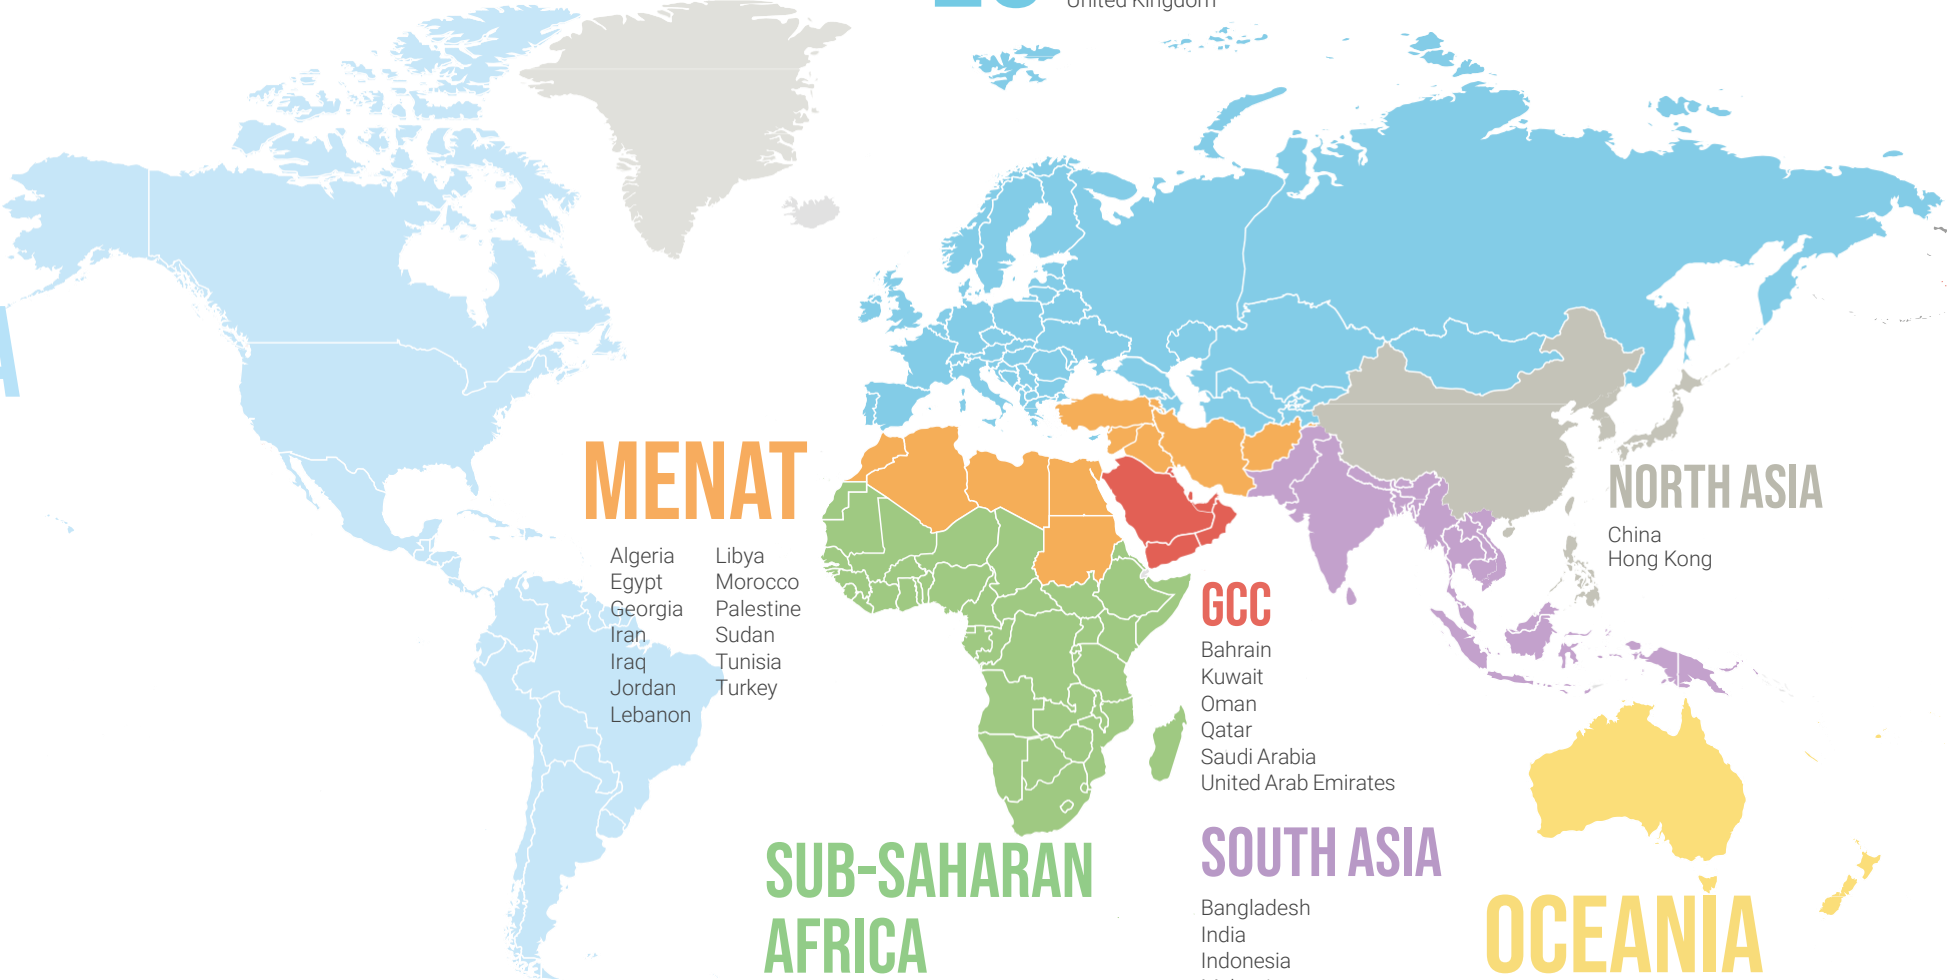 United Kingdom
MENAT
Algeria
Egypt
Georgia
Iran
Iraq
Jordan
Lebanon
Libya
Morocco
Palestine
Sudan
Tunisia
Turkey
NORTH ASIA
China
Hong Kong
GCC
Bahrain
Kuwait
Oman
Qatar
Saudi Arabia
United Arab Emirates
SUB-SAHARAN
AFRICA
SOUTH ASIA
Bangladesh
India
Indonesia
OCEANIA